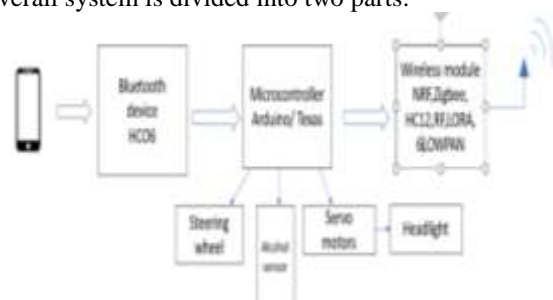 overall system is divided into two parts.
Bluetooth
device
HC06
Microcontroller
Arduino/ Texas
Wireless module
NRF,Zigbee,
HC12,RF,LORA,
6LOWPAN
Steering
wheel
Alcohol
sensor
Servo
motors
Headlight